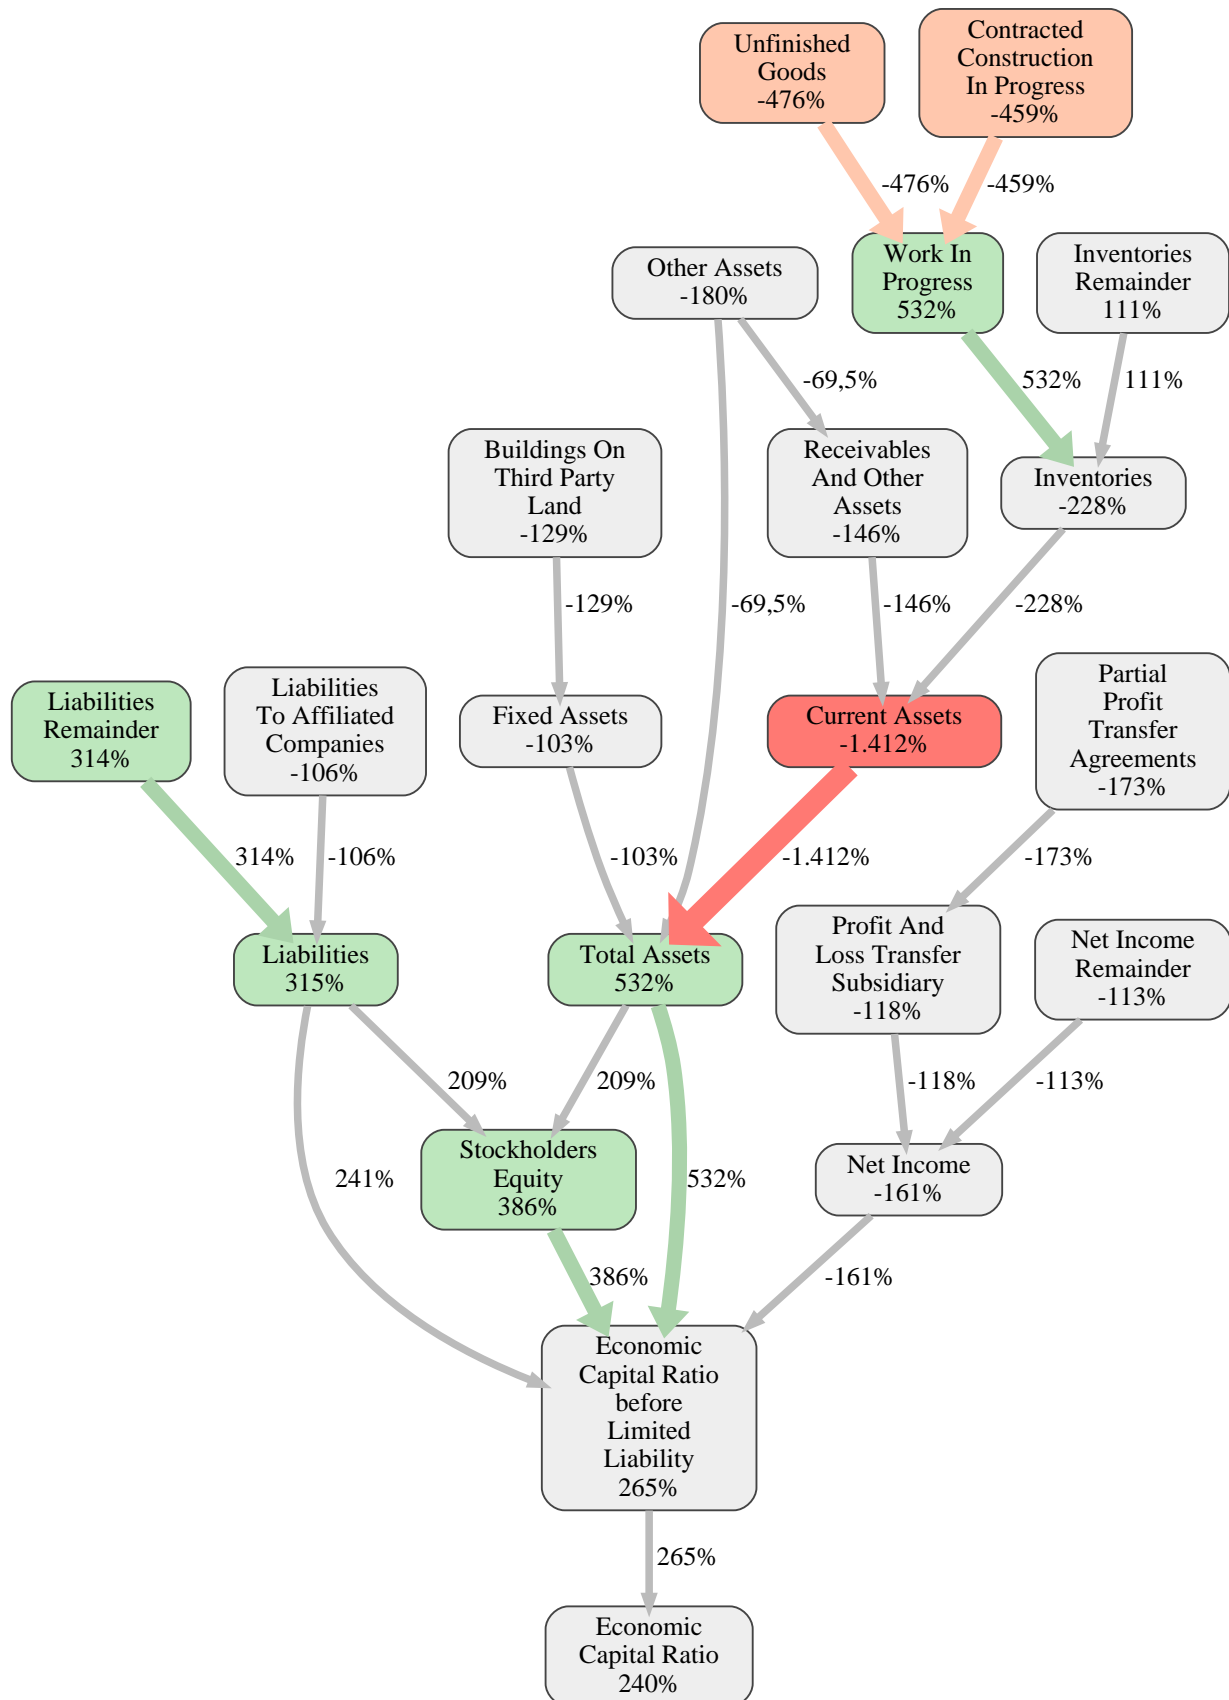 Unfinished
Goods
-476%
Contracted
Construction
In Progress
-459%
-476%
-459%
Other Assets
-180%
Work In
Progress
532%
Inventories
Remainder
111%
-69,5%
532%
111%
Buildings On
Third Party
Land
-129%
Receivables
And Other
Assets
-146%
Inventories
-228%
-129%
-69,5%
-146%
-228%
Liabilities
Remainder
314%
Liabilities
To Affiliated
Companies
-106%
Fixed Assets
-103%
Current Assets
-1.412%
Partial
Profit
Transfer
Agreements
-173%
314%
-106%
-103%
-1.412%
-173%
Liabilities
315%
Total Assets
532%
Profit And
Loss Transfer
Subsidiary
-118%
Net Income
Remainder
-113%
209%
209%
-118%
-113%
241%
Stockholders
Equity
386%
532%
Net Income
-161%
386%
-161%
Economic
Capital Ratio
before
Limited
Liability
265%
265%
Economic
Capital Ratio
240%